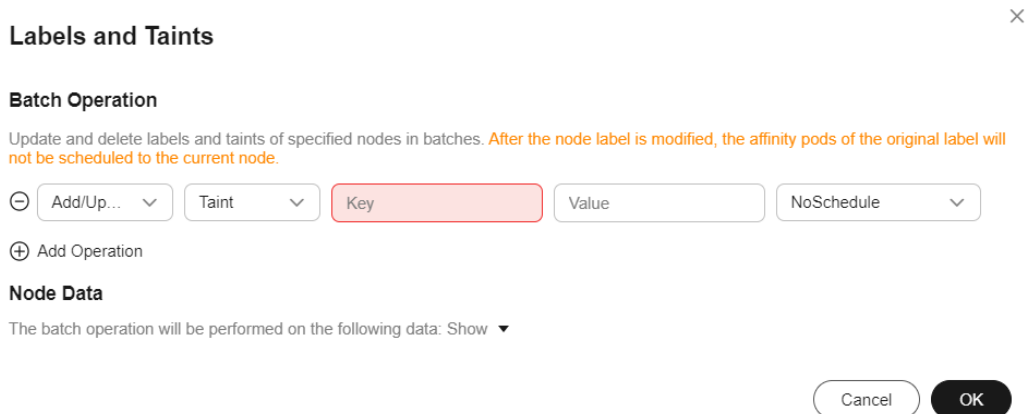 Labels and Taints
Batch Operation
Update and delete labels and taints of specified nodes in batches. After the node label is modified, the affinity pods of the original label will
not be scheduled to the current node.
Add/Up... Taint Key Value NoSchedule
Add Operation
Node Data
The batch operation will be performed on the following data: Show
Cancel OK